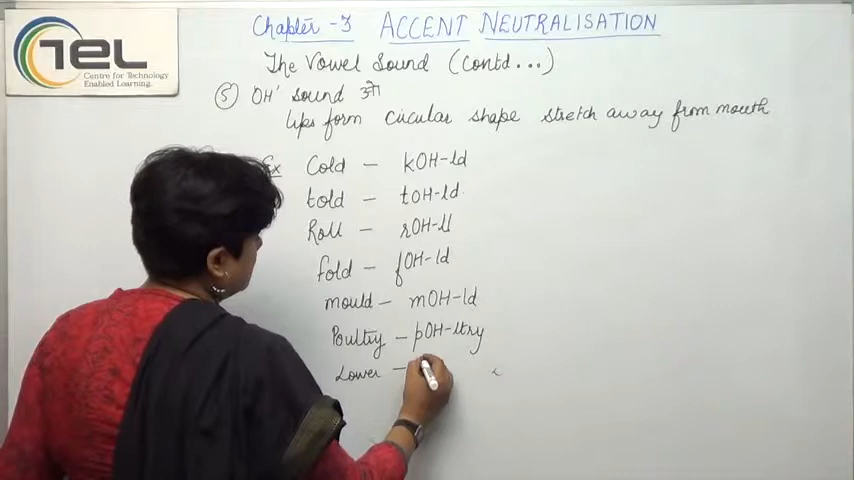 TEL
Centre for Technology
Enabled Learning.
Chapter - 3 ACCENT NEUTRALISATION
The Vowel Sound (Contd...)
⑤ OH' sound ओ
lips form circular shape stretch away from mouth
Ex Cold - kOH-ld
told - tOH-ld
Roll - rOH-ll
fold - fOH-ld
mould - mOH-ld
Poultry - pOH-ltry
Lower -